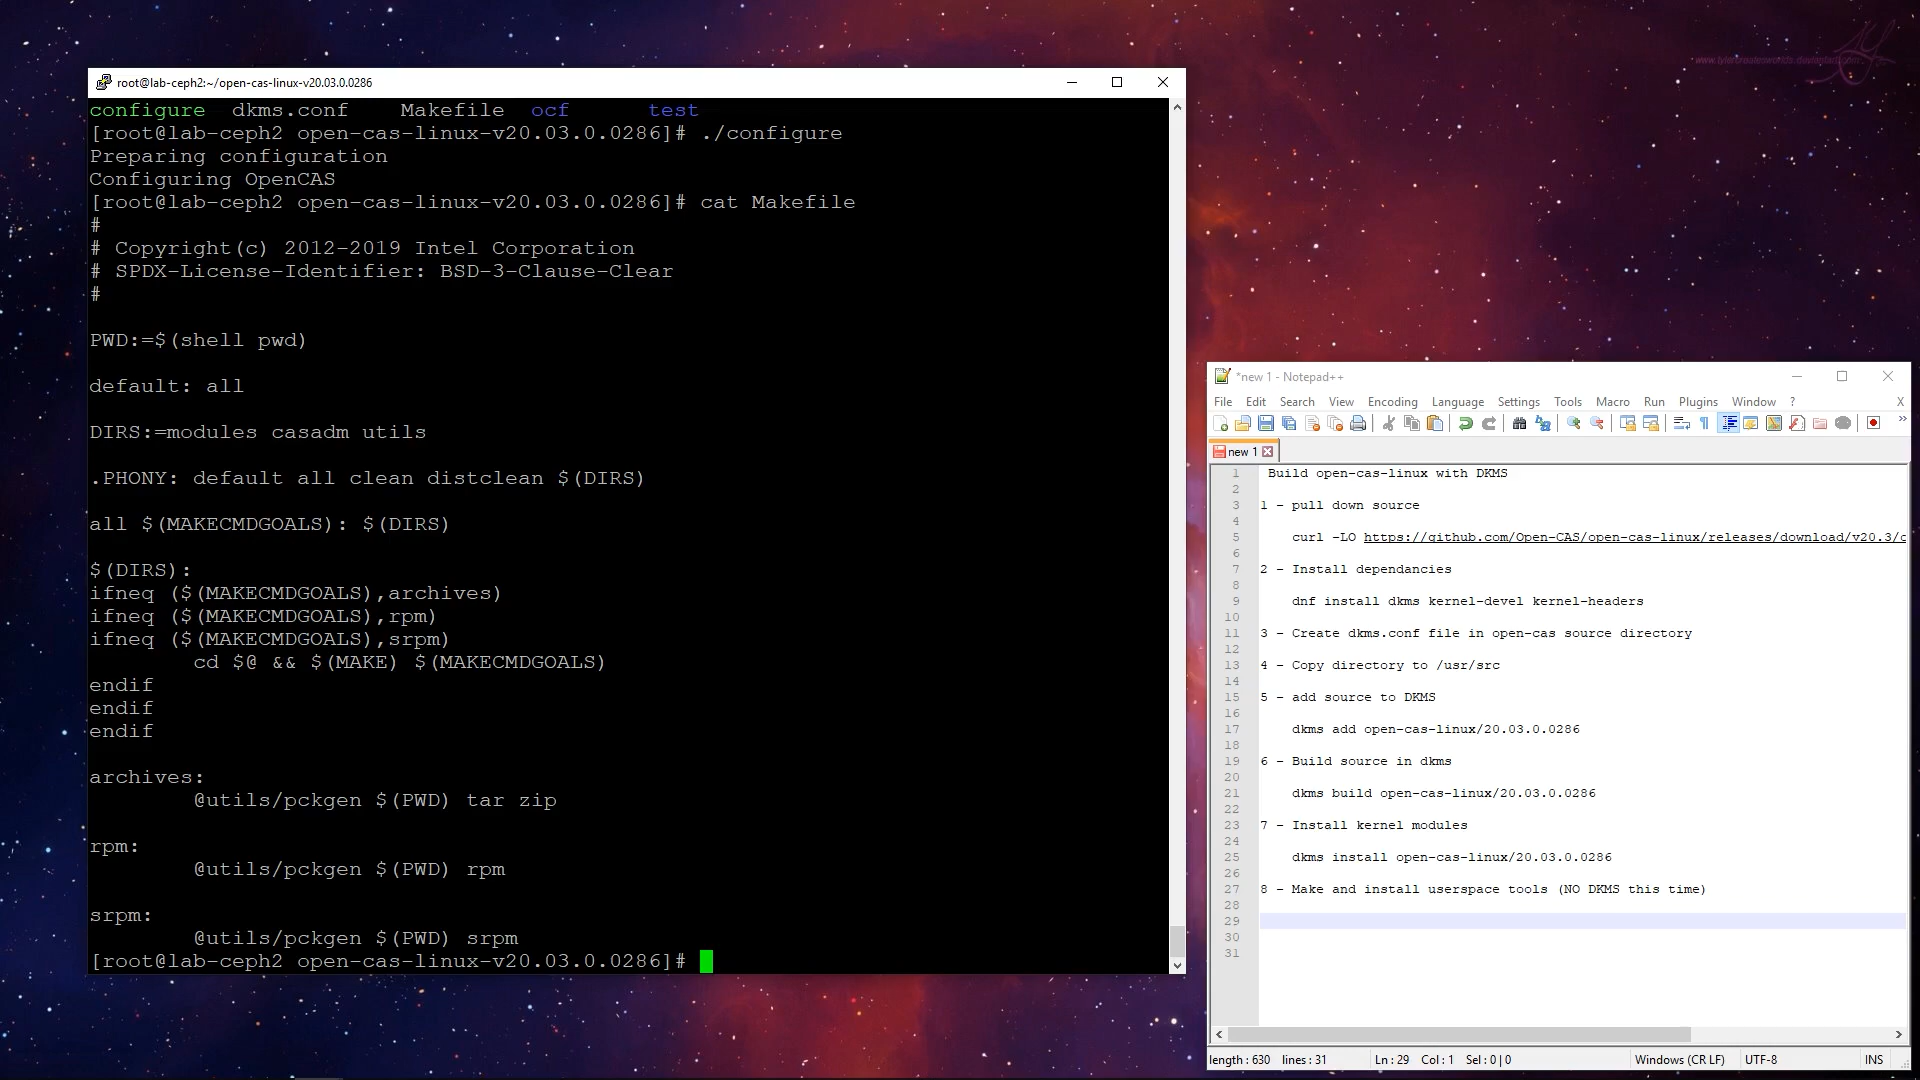 www.tylercreatesworlds.deviantart.com
root@lab-ceph2:~/open-cas-linux-v20.03.0.0286
configure  dkms.conf    Makefile  ocf      test
[root@lab-ceph2 open-cas-linux-v20.03.0.0286]# ./configure
Preparing configuration
Configuring OpenCAS
[root@lab-ceph2 open-cas-linux-v20.03.0.0286]# cat Makefile
#
# Copyright(c) 2012-2019 Intel Corporation
# SPDX-License-Identifier: BSD-3-Clause-Clear
#
PWD:=$(shell pwd)
default: all
DIRS:=modules casadm utils
.PHONY: default all clean distclean $(DIRS)
all $(MAKECMDGOALS): $(DIRS)
$(DIRS):
ifneq ($(MAKECMDGOALS),archives)
ifneq ($(MAKECMDGOALS),rpm)
ifneq ($(MAKECMDGOALS),srpm)
        cd $@ && $(MAKE) $(MAKECMDGOALS)
endif
endif
endif
archives:
        @utils/pckgen $(PWD) tar zip
rpm:
        @utils/pckgen $(PWD) rpm
srpm:
        @utils/pckgen $(PWD) srpm
[root@lab-ceph2 open-cas-linux-v20.03.0.0286]#
*new 1 - Notepad++
File Edit Search View Encoding Language Settings Tools Macro Run Plugins Window ? X
new 1
1 Build open-cas-linux with DKMS
2
3 1 - pull down source
4
5 curl -LO https://github.com/Open-CAS/open-cas-linux/releases/download/v20.3/o
6
7 2 - Install dependancies
8
9 dnf install dkms kernel-devel kernel-headers
10
11 3 - Create dkms.conf file in open-cas source directory
12
13 4 - Copy directory to /usr/src
14
15 5 - add source to DKMS
16
17 dkms add open-cas-linux/20.03.0.0286
18
19 6 - Build source in dkms
20
21 dkms build open-cas-linux/20.03.0.0286
22
23 7 - Install kernel modules
24
25 dkms install open-cas-linux/20.03.0.0286
26
27 8 - Make and install userspace tools (NO DKMS this time)
28
29
30
31
length : 630 lines : 31 Ln : 29 Col : 1 Sel : 0 | 0 Windows (CR LF) UTF-8 INS